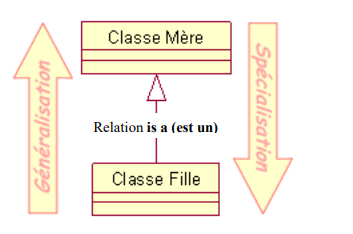 Classe Mère
Généralisation
Spécialisation
Relation is a (est un)
Classe Fille